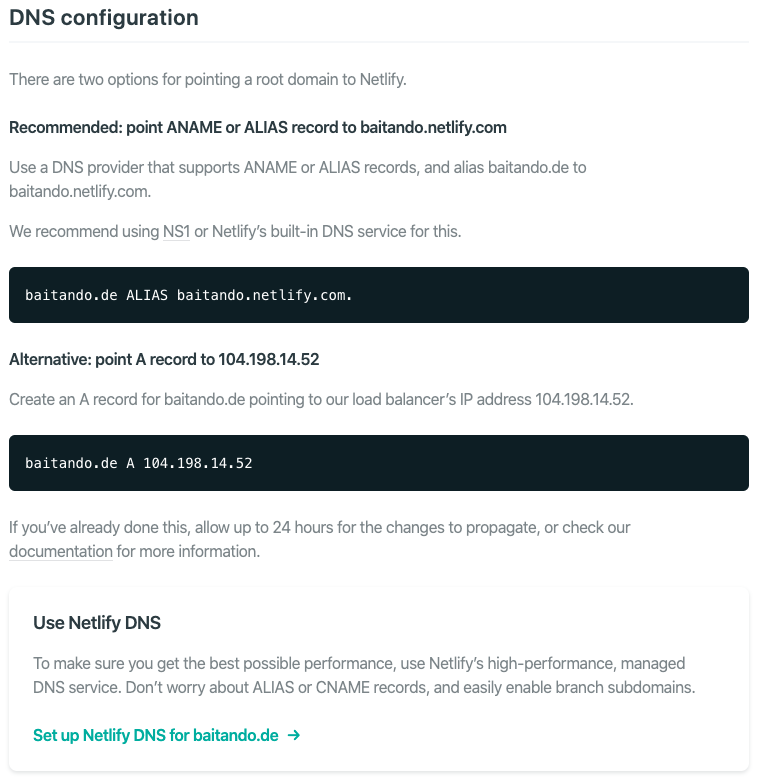 DNS configuration
There are two options for pointing a root domain to Netlify.
Recommended: point ANAME or ALIAS record to baitando.netlify.com
Use a DNS provider that supports ANAME or ALIAS records, and alias baitando.de to
baitando.netlify.com.
We recommend using NS1 or Netlify’s built-in DNS service for this.
baitando.de ALIAS baitando.netlify.com.
Alternative: point A record to 104.198.14.52
Create an A record for baitando.de pointing to our load balancer’s IP address 104.198.14.52.
baitando.de A 104.198.14.52
If you’ve already done this, allow up to 24 hours for the changes to propagate, or check our
documentation for more information.
Use Netlify DNS
To make sure you get the best possible performance, use Netlify’s high-performance, managed
DNS service. Don’t worry about ALIAS or CNAME records, and easily enable branch subdomains.
Set up Netlify DNS for baitando.de →